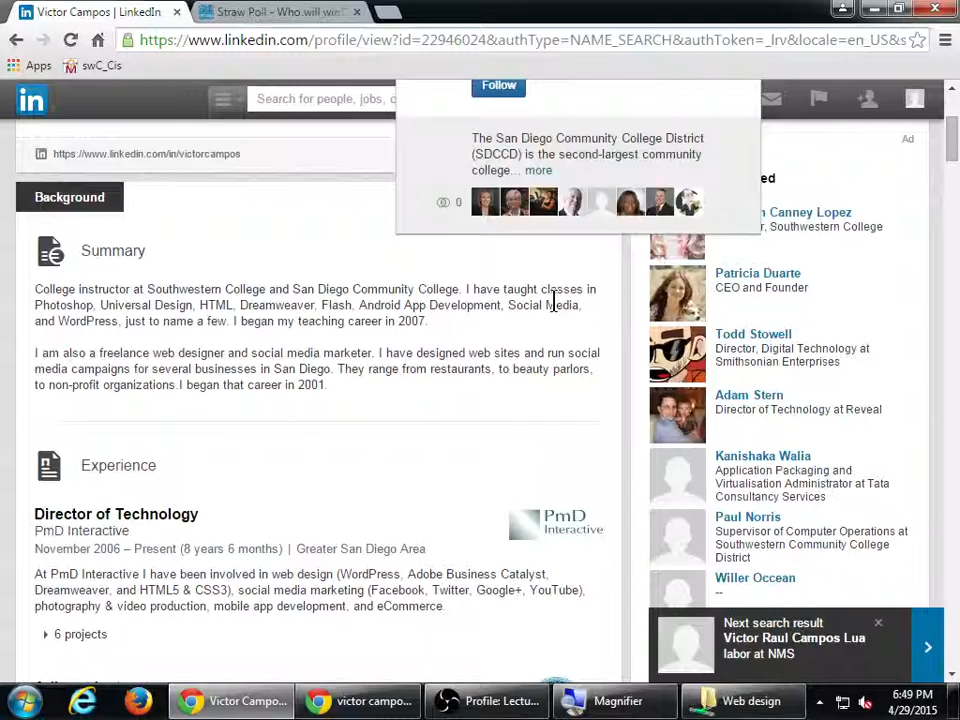 Victor Campos | LinkedIn
Straw Poll - Who will win
https://www.linkedin.com/profile/view?id=22946024&authType=NAME_SEARCH&authToken=_lrv&locale=en_US&s
Apps
swC_Cis
in
Search for people, jobs, c
Follow
The San Diego Community College District
(SDCCD) is the second-largest community
college... more
0
https://www.linkedin.com/in/victorcampos
Background
Summary
College instructor at Southwestern College and San Diego Community College. I have taught classes in
Photoshop, Universal Design, HTML, Dreamweaver, Flash, Android App Development, Social Media,
and WordPress, just to name a few. I began my teaching career in 2007.
I am also a freelance web designer and social media marketer. I have designed web sites and run social
media campaigns for several businesses in San Diego. They range from restaurants, to beauty parlors,
to non-profit organizations.I began that career in 2001.
Experience
Director of Technology
PmD Interactive
November 2006 – Present (8 years 6 months) | Greater San Diego Area
PmD
Interactive
At PmD Interactive I have been involved in web design (WordPress, Adobe Business Catalyst,
Dreamweaver, and HTML5 & CSS3), social media marketing (Facebook, Twitter, Google+, YouTube),
photography & video production, mobile app development, and eCommerce.
6 projects
Ad
Canney Lopez
, Southwestern College
Patricia Duarte
CEO and Founder
Todd Stowell
Director, Digital Technology at
Smithsonian Enterprises
Adam Stern
Director of Technology at Reveal
Kanishaka Walia
Application Packaging and
Virtualisation Administrator at Tata
Consultancy Services
Paul Norris
Supervisor of Computer Operations at
Southwestern Community College
District
Willer Occean
--
Next search result
Victor Raul Campos Lua
labor at NMS
Victor Campo...
victor campo...
Profile: Lectu...
Magnifier
Web design
6:49 PM
4/29/2015